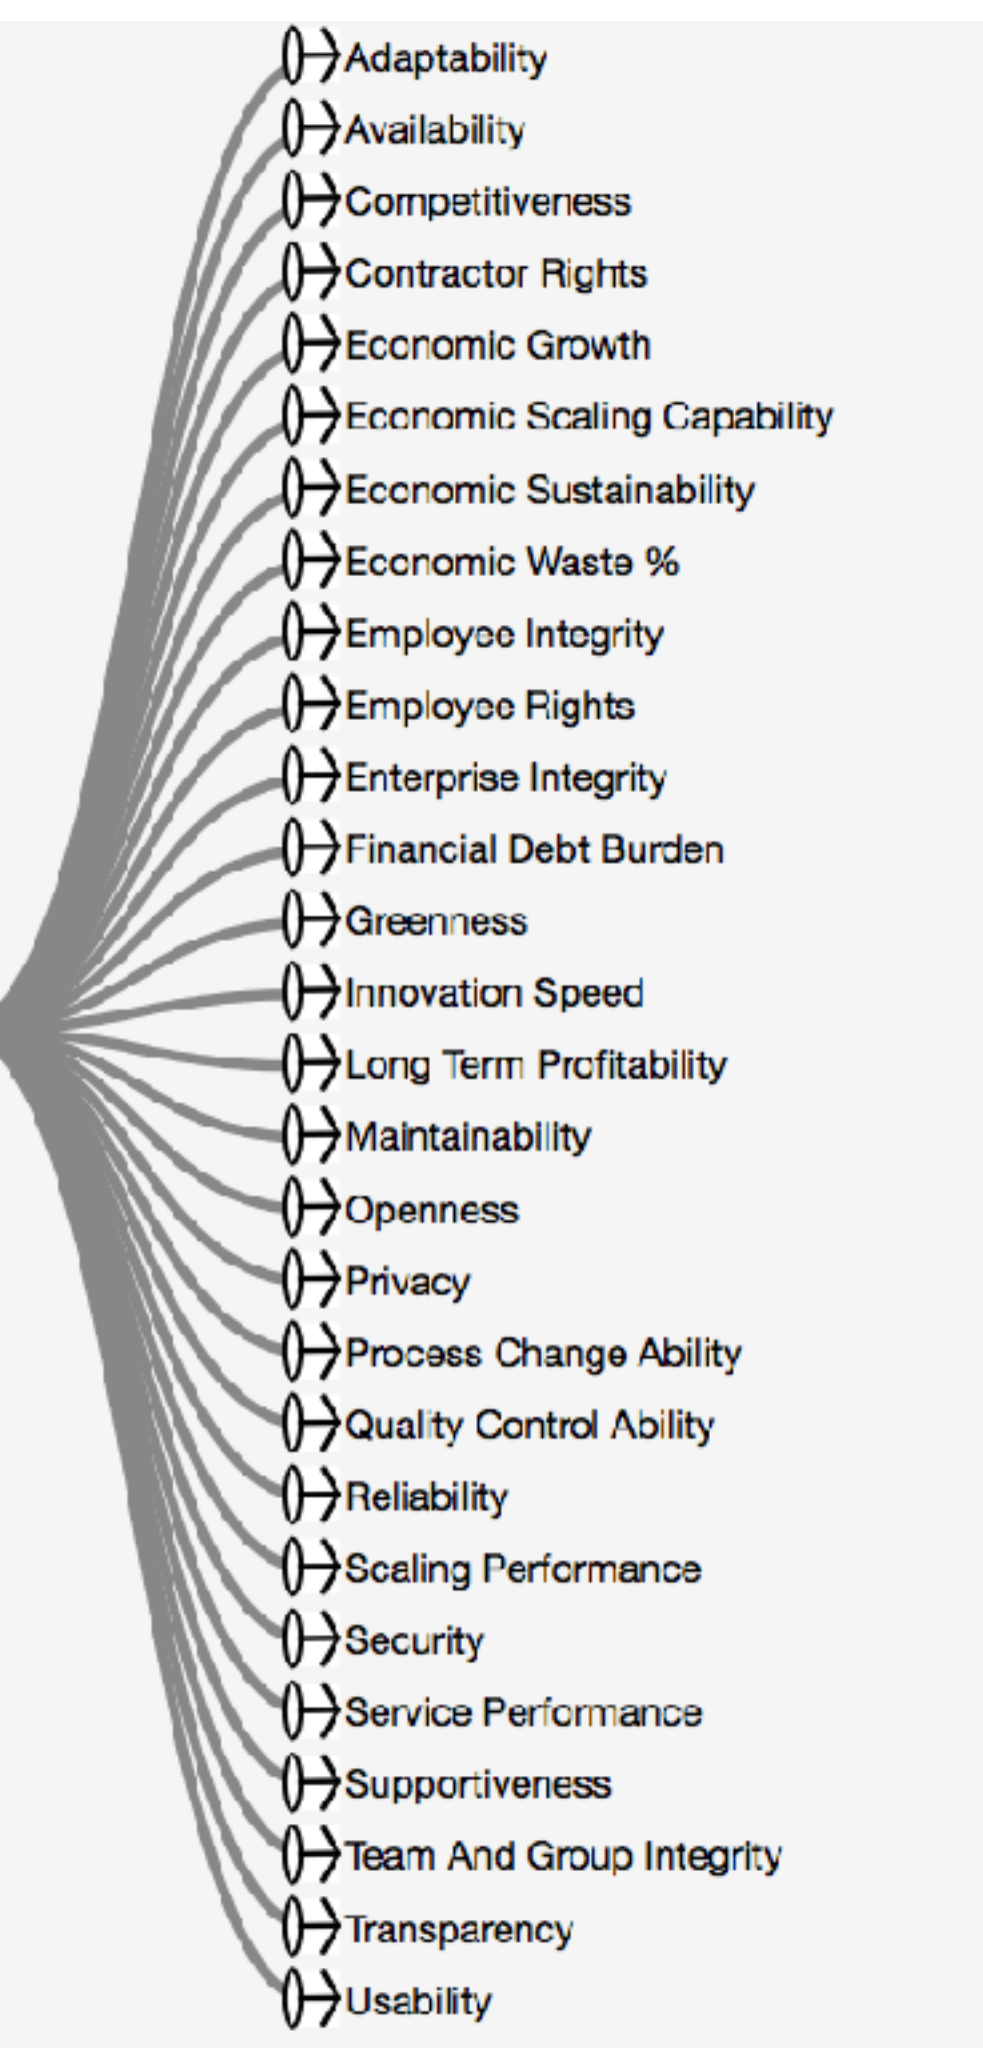 Adaptability
Availability
Competitiveness
Contractor Rights
Economic Growth
Economic Scaling Capability
Economic Sustainability
Economic Waste %
Employee Integrity
Employee Rights
Enterprise Integrity
Financial Debt Burden
Greenness
Innovation Speed
Long Term Profitability
Maintainability
Openness
Privacy
Process Change Ability
Quality Control Ability
Reliability
Scaling Performance
Security
Service Performance
Supportiveness
Team And Group Integrity
Transparency
Usability